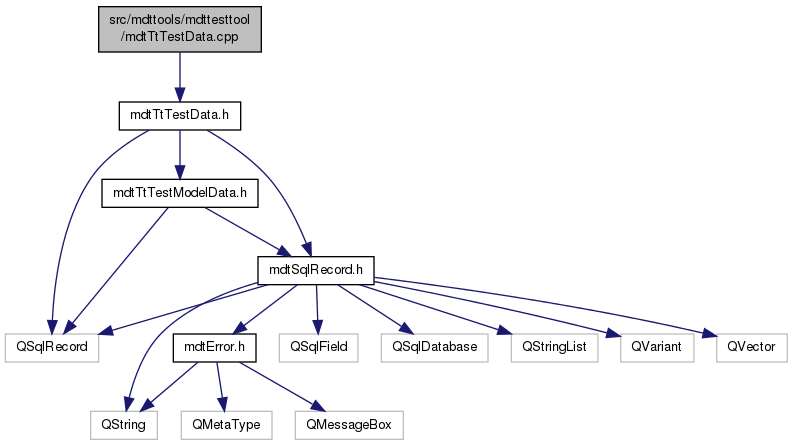 src/mdttools/mdttesttool
/mdtTtTestData.cpp
mdtTtTestData.h
mdtTtTestModelData.h
mdtSqlRecord.h
QSqlRecord
mdtError.h
QSqlField
QSqlDatabase
QStringList
QVariant
QVector
QString
QMetaType
QMessageBox